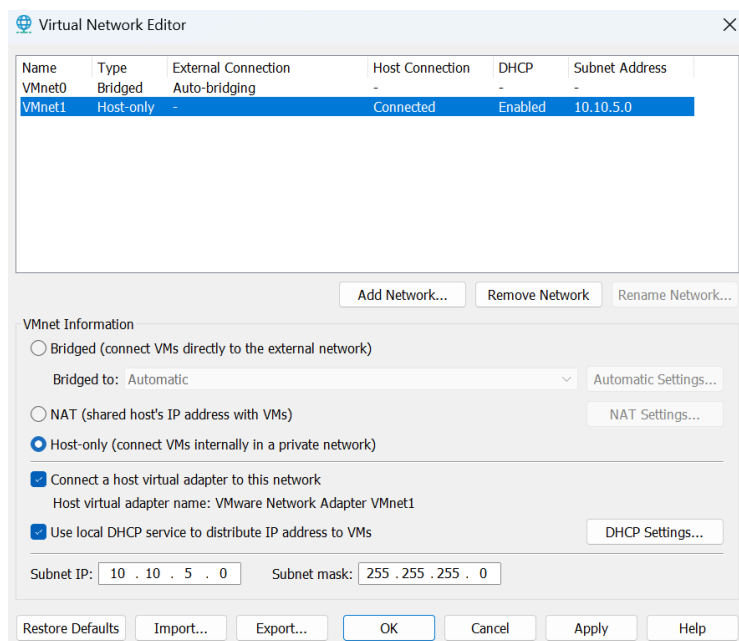 Virtual Network Editor
Name Type External Connection Host Connection DHCP Subnet Address
VMnet0 Bridged Auto-bridging - - -
VMnet1 Host-only - Connected Enabled 10.10.5.0
Add Network... Remove Network Rename Network...
VMnet Information
Bridged (connect VMs directly to the external network)
Bridged to: Automatic Automatic Settings...
NAT (shared host's IP address with VMs) NAT Settings...
Host-only (connect VMs internally in a private network)
Connect a host virtual adapter to this network
Host virtual adapter name: VMware Network Adapter VMnet1
Use local DHCP service to distribute IP address to VMs DHCP Settings...
Subnet IP: 10 . 10 . 5 . 0 Subnet mask: 255 . 255 . 255 . 0
Restore Defaults Import... Export... OK Cancel Apply Help